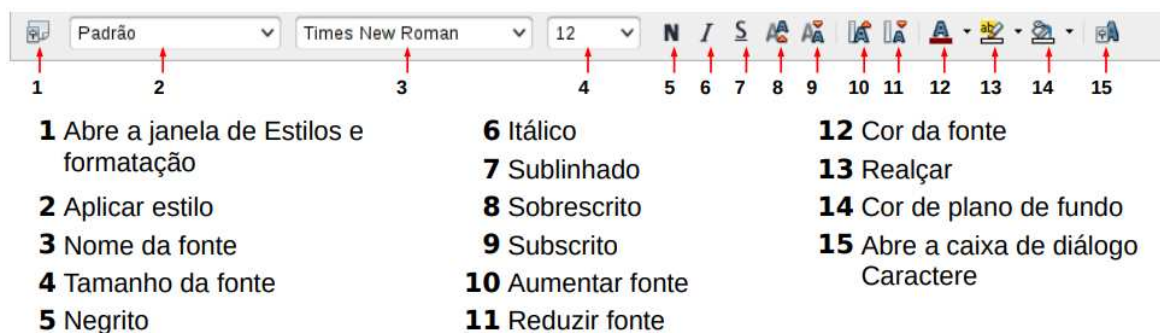 Padrão Times New Roman 12 N I S
1 2 3 4 5 6 7 8 9 10 11 12 13 14 15
1 Abre a janela de Estilos e
formatação
2 Aplicar estilo
3 Nome da fonte
4 Tamanho da fonte
5 Negrito
6 Itálico
7 Sublinhado
8 Sobrescrito
9 Subscrito
10 Aumentar fonte
11 Reduzir fonte
12 Cor da fonte
13 Realçar
14 Cor de plano de fundo
15 Abre a caixa de diálogo
Caractere